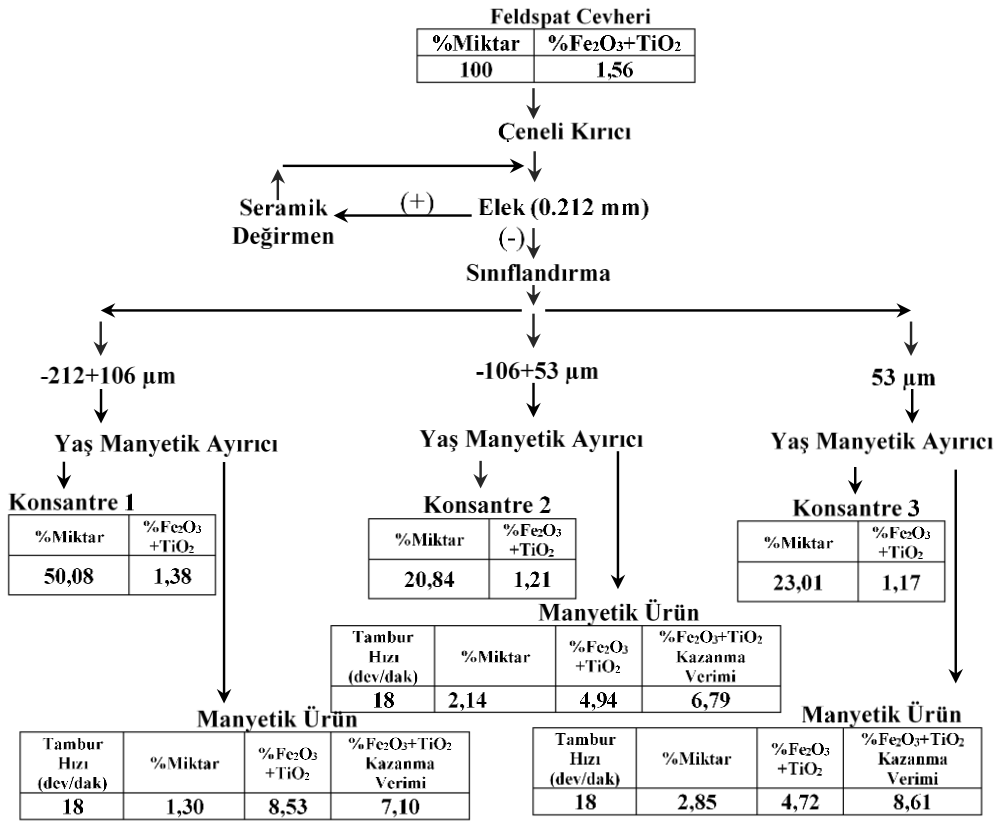 Feldspat Cevheri
%Miktar %Fe₂O₃+TiO₂
100 1,56
Çeneli Kırıcı
Seramik
Değirmen
(+)
Elek (0.212 mm)
(-)
Sınıflandırma
-212+106 µm
-106+53 µm
53 µm
Yaş Manyetik Ayırıcı
Yaş Manyetik Ayırıcı
Yaş Manyetik Ayırıcı
Konsantre 1
%Miktar %Fe₂O₃
+TiO₂
50,08 1,38
Konsantre 2
%Miktar %Fe₂O₃
+TiO₂
20,84 1,21
Konsantre 3
%Miktar %Fe₂O₃
+TiO₂
23,01 1,17
Manyetik Ürün
Tambur
Hızı
(dev/dak)
%Miktar
%Fe₂O₃
+TiO₂
%Fe₂O₃+TiO₂
Kazanma
Verimi
18 2,14 4,94 6,79
Manyetik Ürün
Tambur
Hızı
(dev/dak)
%Miktar
%Fe₂O₃
+TiO₂
%Fe₂O₃+TiO₂
Kazanma
Verimi
18 1,30 8,53 7,10
Manyetik Ürün
Tambur
Hızı
(dev/dak)
%Miktar
%Fe₂O₃
+TiO₂
%Fe₂O₃+TiO₂
Kazanma
Verimi
18 2,85 4,72 8,61